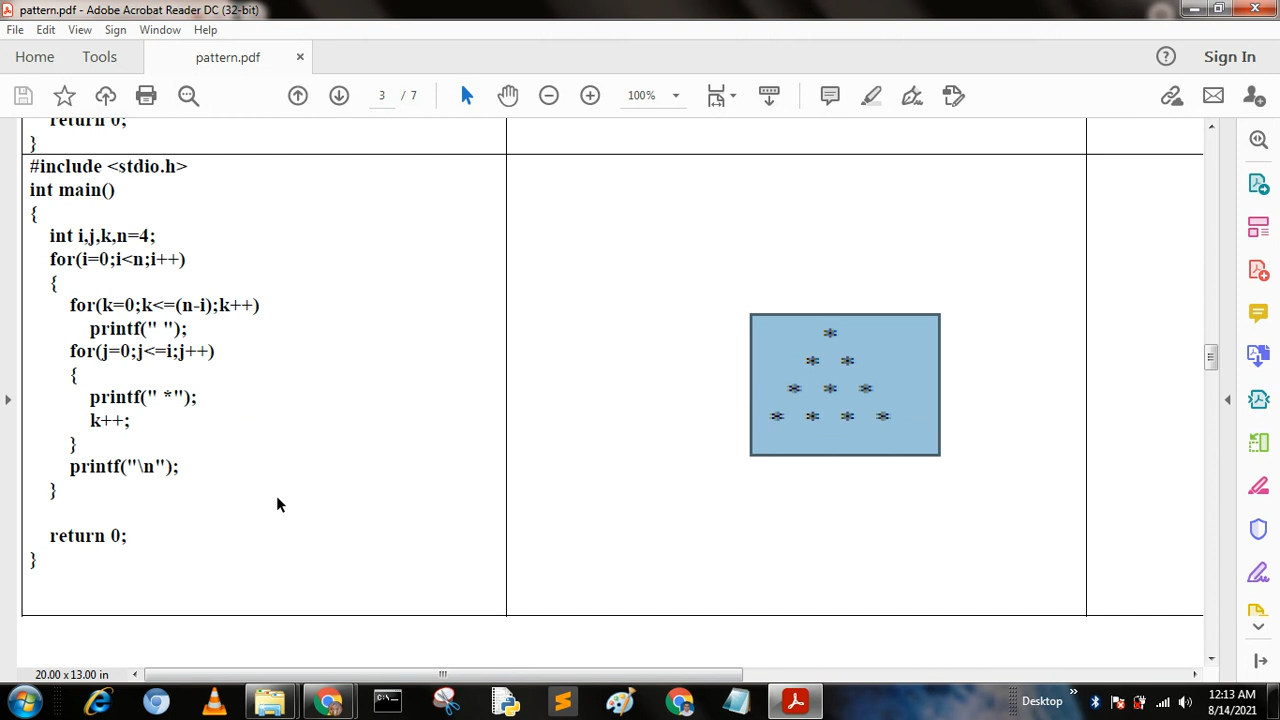 pattern.pdf - Adobe Acrobat Reader DC (32-bit)
File Edit View Sign Window Help
Home Tools pattern.pdf × Sign In
3 / 7 100%
return 0;
}
#include <stdio.h>
int main()
{
int i,j,k,n=4;
for(i=0;i<n;i++)
{
for(k=0;k<=(n-i);k++)
printf(" ");
for(j=0;j<=i;j++)
{
printf(" *");
k++;
}
printf("\n");
}
return 0;
}
*
* *
* * *
* * * *
20.00 x 13.00 in
Desktop
12:13 AM
8/14/2021